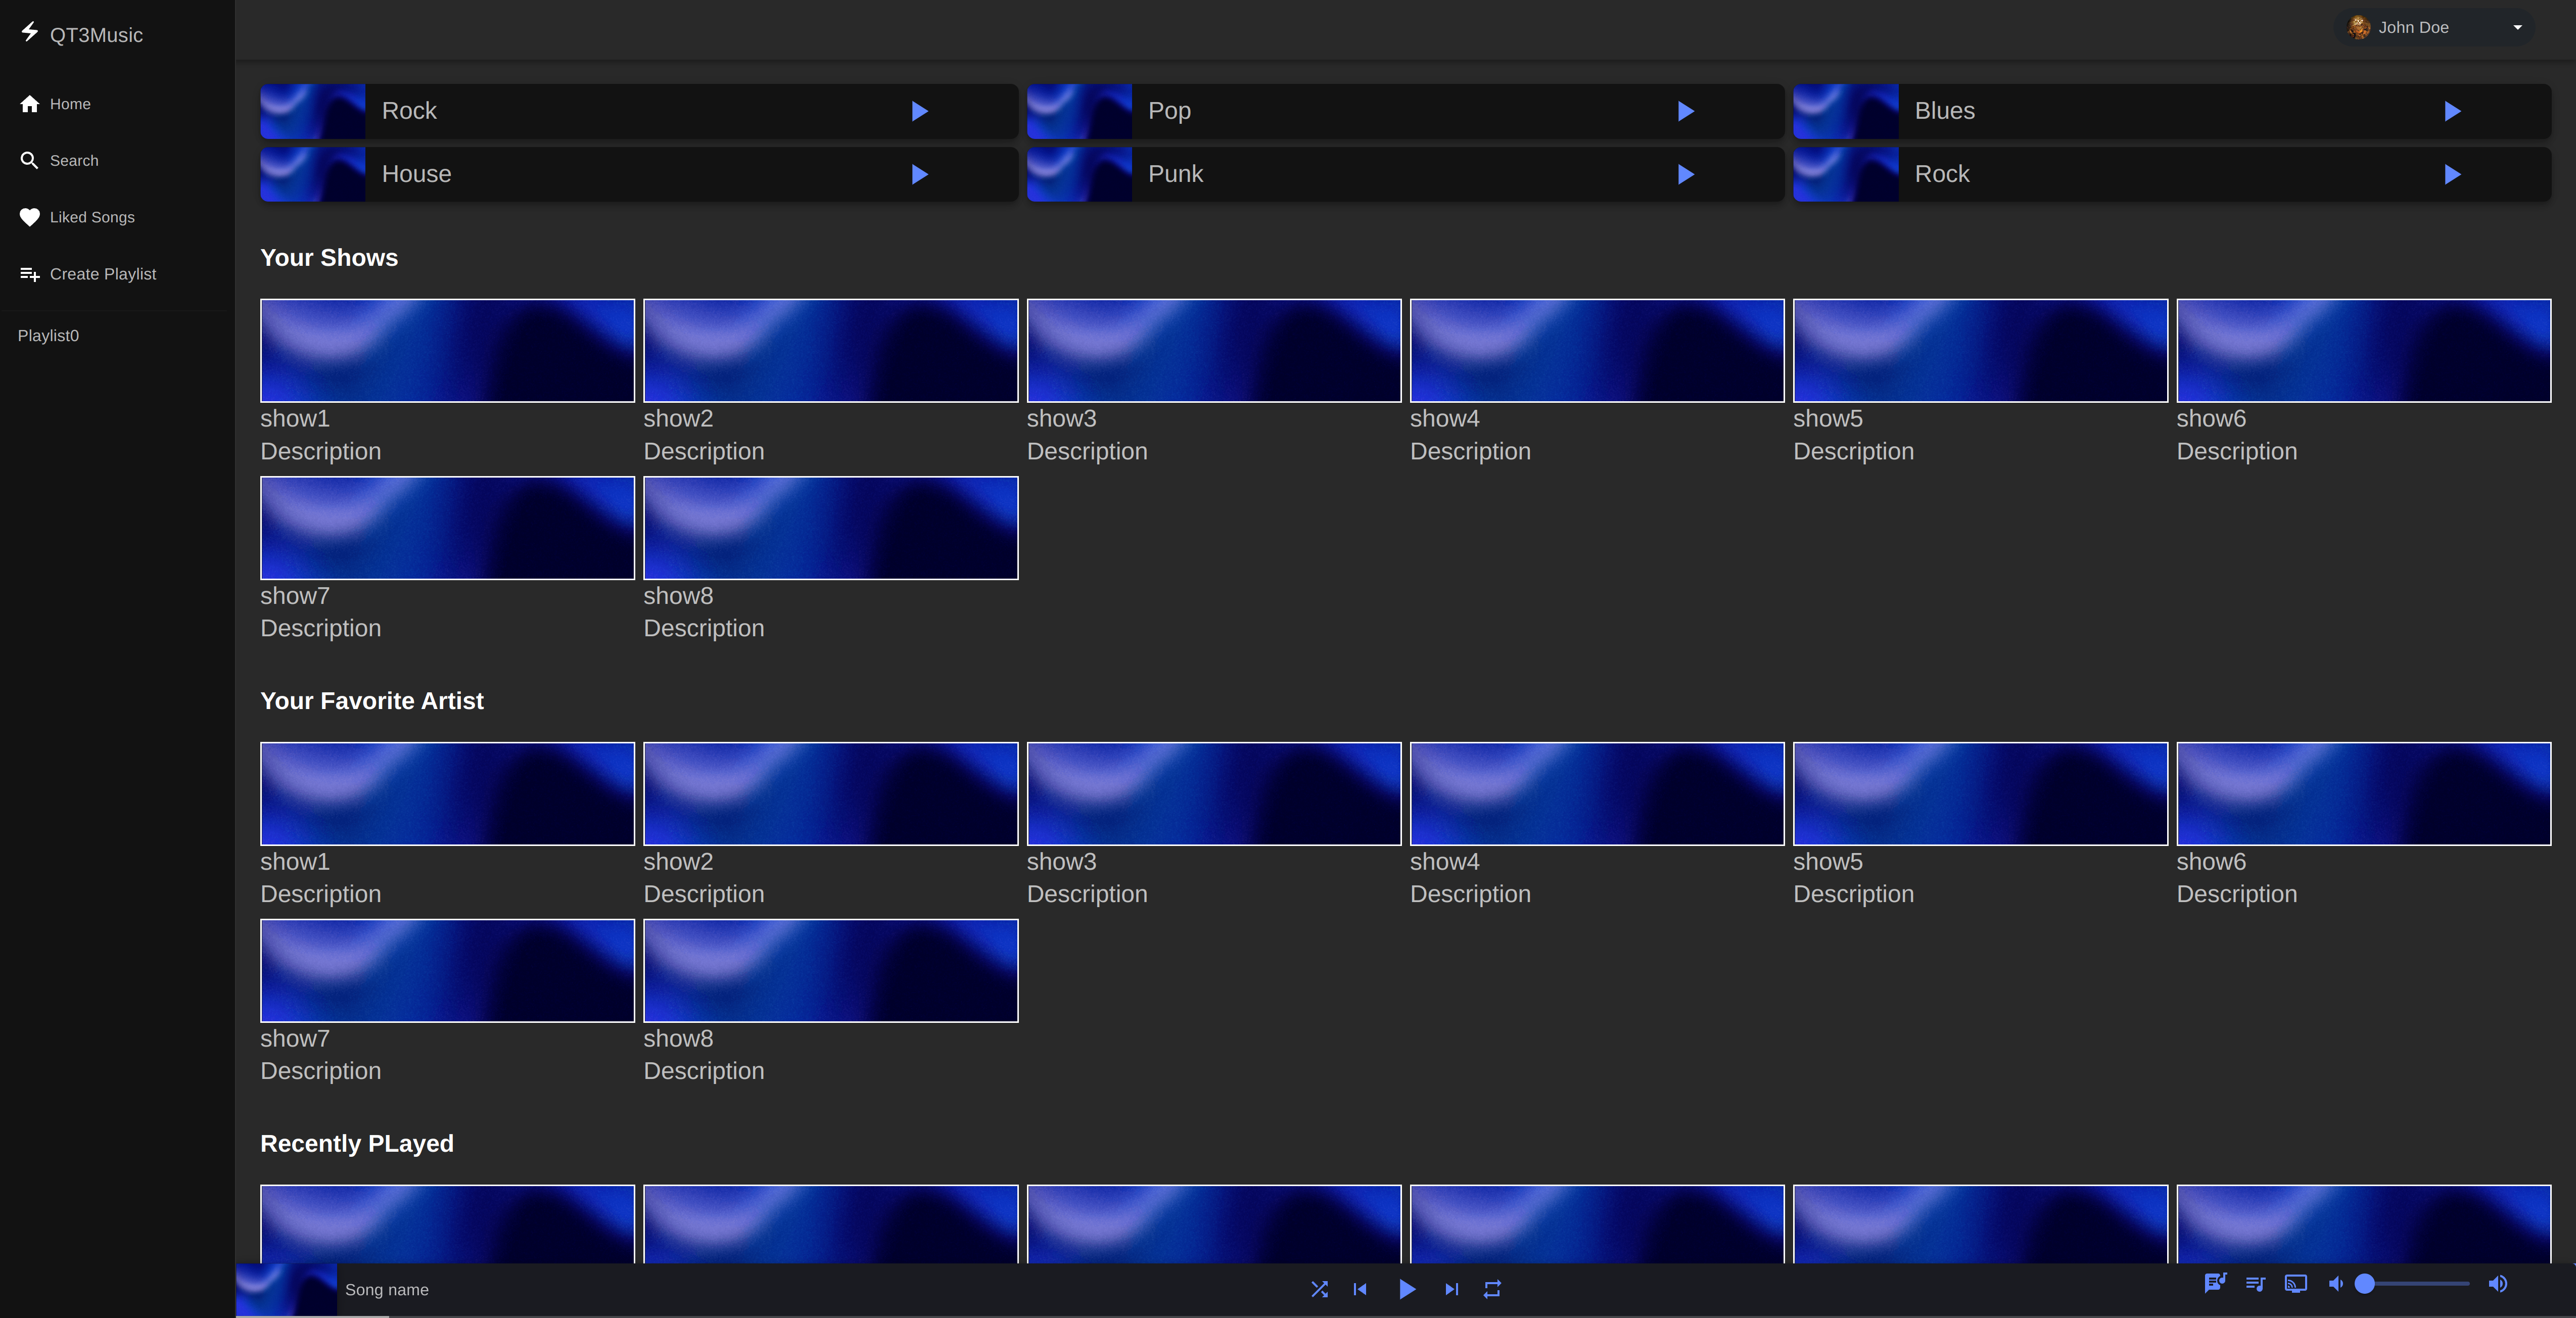 QT3Music
Home
Search
Liked Songs
Create Playlist
Playlist0
John Doe
Rock
Pop
Blues
House
Punk
Rock
Your Shows
show1
Description
show2
Description
show3
Description
show4
Description
show5
Description
show6
Description
show7
Description
show8
Description
Your Favorite Artist
show1
Description
show2
Description
show3
Description
show4
Description
show5
Description
show6
Description
show7
Description
show8
Description
Recently PLayed
Song name